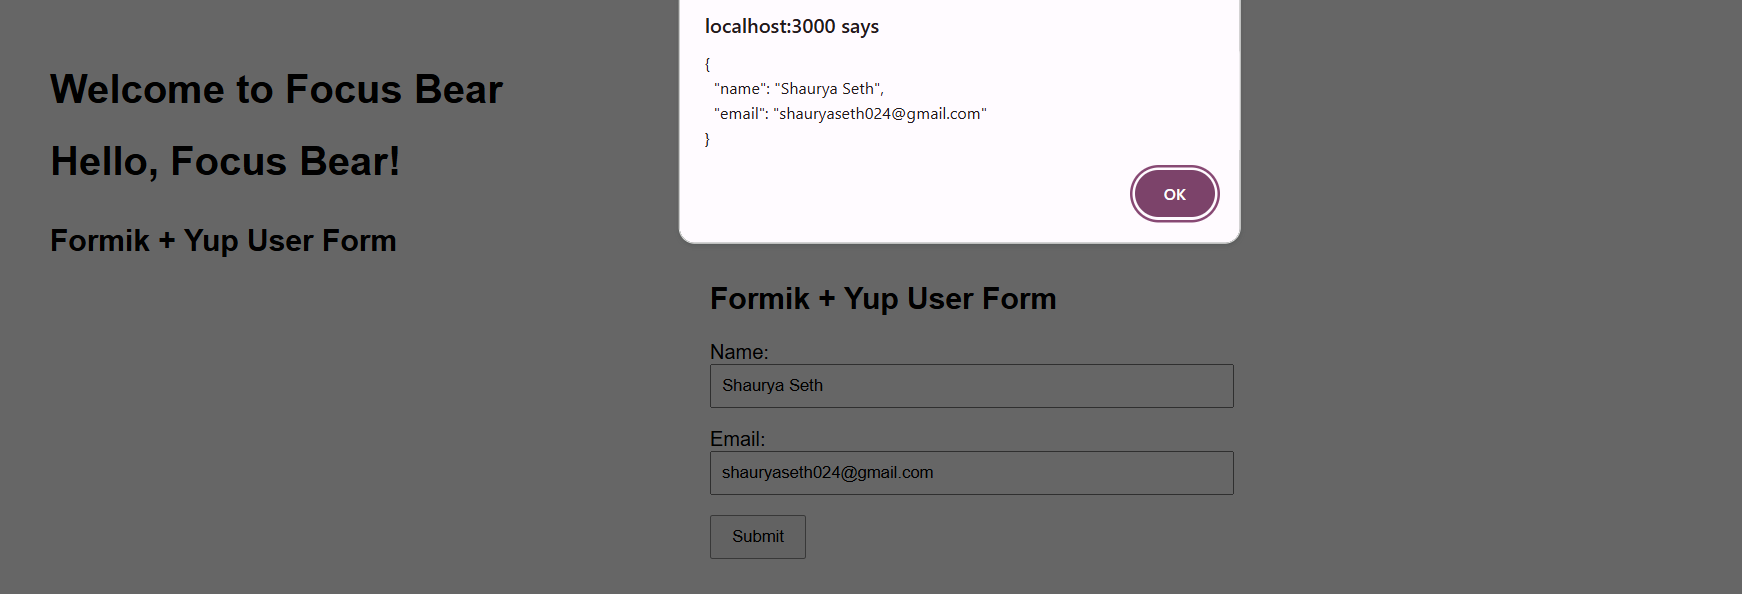 localhost:3000 says
{
"name": "Shaurya Seth",
"email": "shauryaseth024@gmail.com"
}
OK
Welcome to Focus Bear
Hello, Focus Bear!
Formik + Yup User Form
Formik + Yup User Form
Name:
Shaurya Seth
Email:
shauryaseth024@gmail.com
Submit